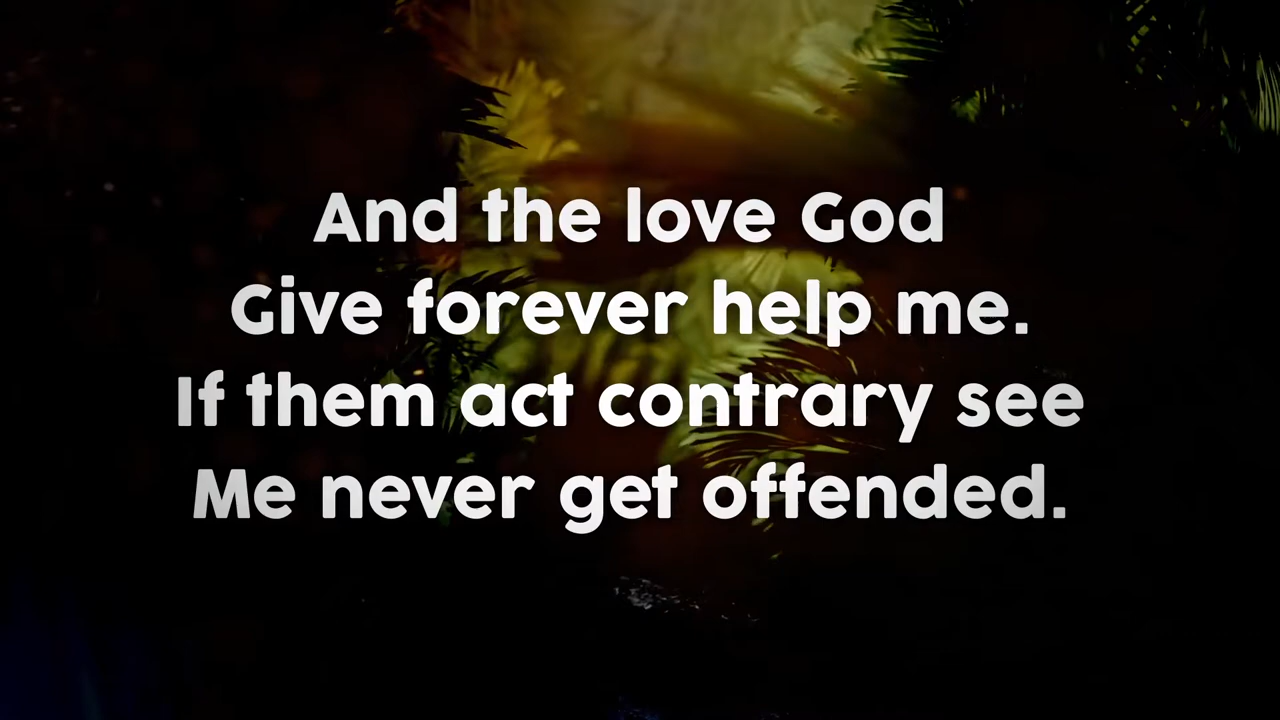 And the love God
Give forever help me.
If them act contrary see
Me never get offended.